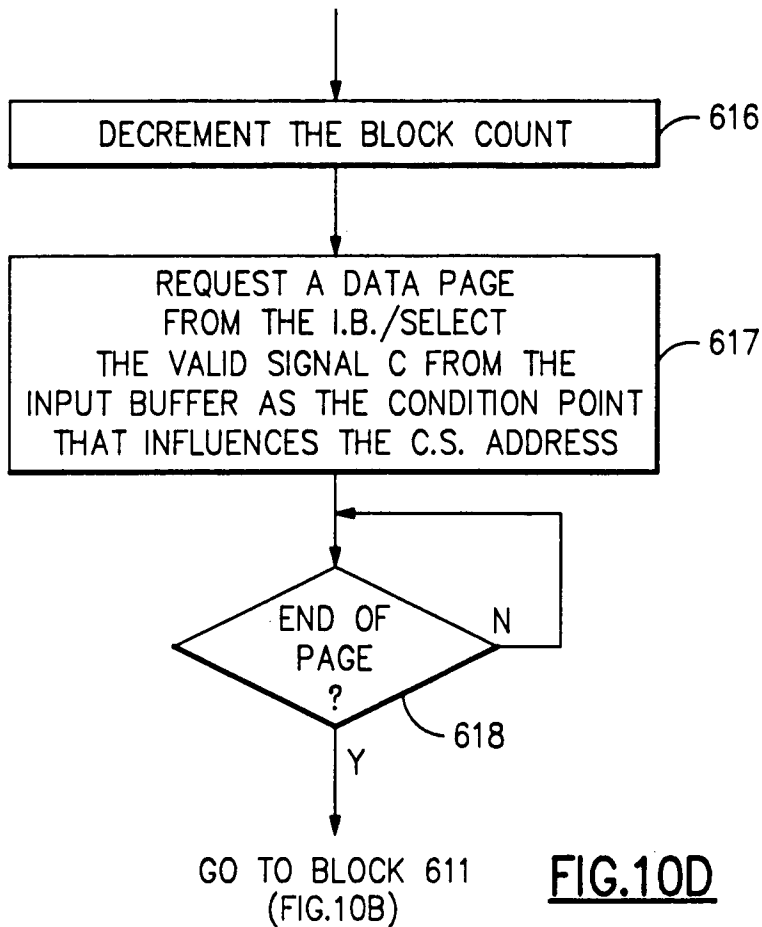 DECREMENT THE BLOCK COUNT
616
REQUEST A DATA PAGE
FROM THE I.B./SELECT
THE VALID SIGNAL C FROM THE
INPUT BUFFER AS THE CONDITION POINT
THAT INFLUENCES THE C.S. ADDRESS
617
END OF
PAGE
?
N
618
Y
GO TO BLOCK 611
(FIG.10B)
FIG.10D